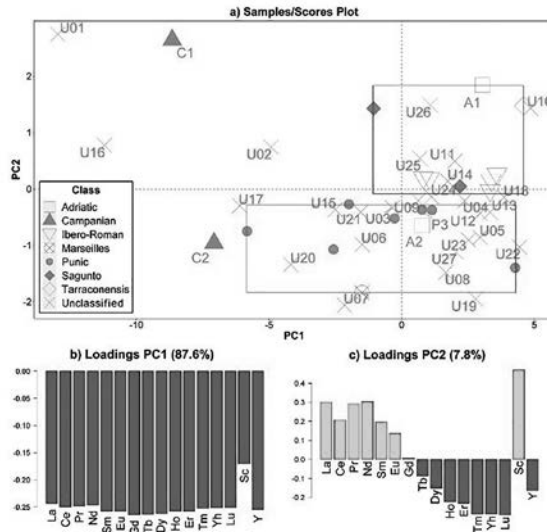 a) Samples/Scores Plot
U01
C1
A1
U10
U26
U16
U02
U11
U25
U14
U24
U18
U17
U15
U21
U03
U09
U04
U13
U12
P3
U05
A2
U06
U23
U22
C2
U20
U27
U08
U07
U19
PC2
2
1
0
-1
-2
Class
Adriatic
Campanian
Ibero-Roman
Marseilles
Punic
Sagunto
Tarraconensis
Unclassified
-10
-5
0
5
PC1
b) Loadings PC1 (87.6%)
0.00
-0.05
-0.10
-0.15
-0.20
-0.25
La
Ce
Pr
Nd
Sm
Eu
Gd
Tb
Dy
Ho
Er
Tm
Yh
Lu
Sc
Y
c) Loadings PC2 (7.8%)
0.4
0.3
0.2
0.1
0.0
-0.1
-0.2
La
Ce
Pr
Nd
Sm
Eu
Gd
Tb
Dy
Ho
Er
Tm
Yh
Lu
Sc
Y